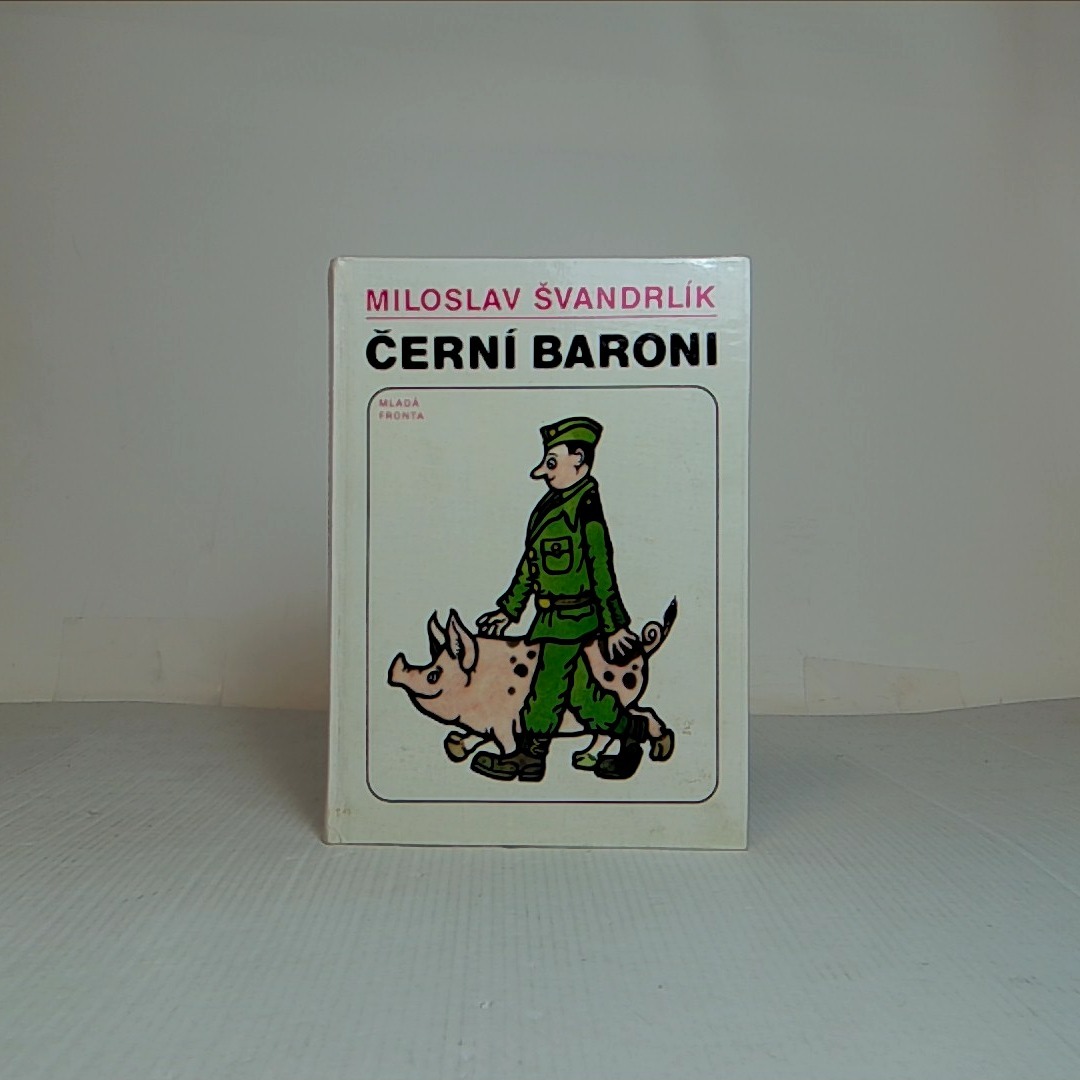 MILOSLAV ŠVANDRLÍK
ČERNÍ BARONI
MLADÁ
FRONTA